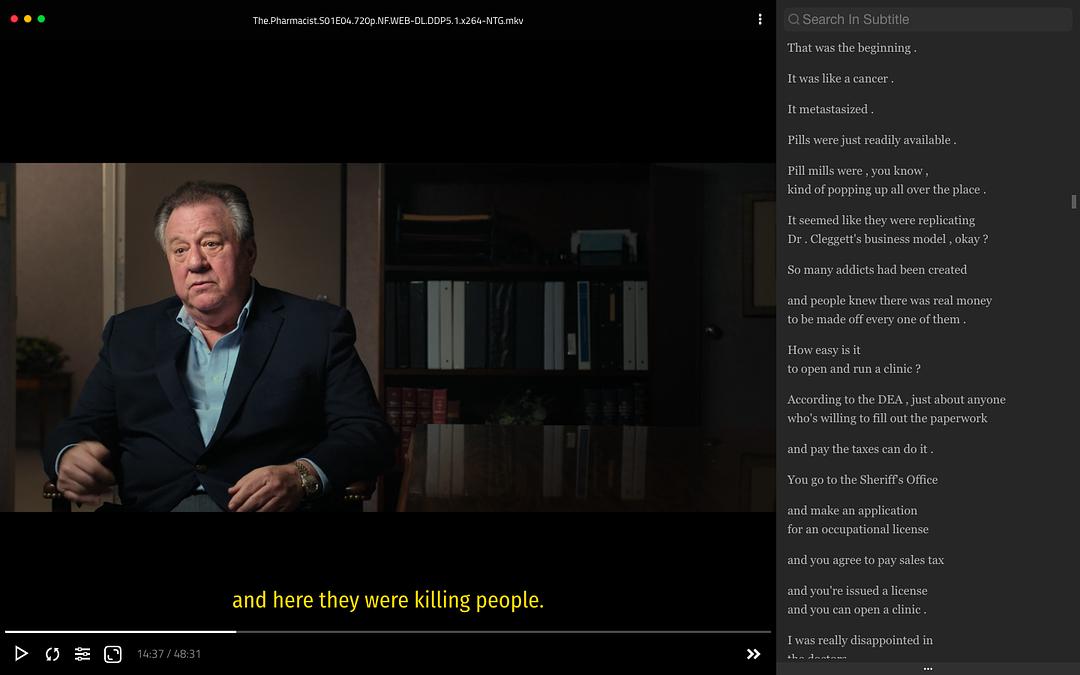 The.Pharmacist.S01E04.720p.NF.WEB-DL.DDP5.1.x264-NTG.mkv
and here they were killing people.
14:37 / 48:31
Search In Subtitle
That was the beginning .
It was like a cancer .
It metastasized .
Pills were just readily available .
Pill mills were , you know ,
kind of popping up all over the place .
It seemed like they were replicating
Dr . Cleggett's business model , okay ?
So many addicts had been created
and people knew there was real money
to be made off every one of them .
How easy is it
to open and run a clinic ?
According to the DEA , just about anyone
who's willing to fill out the paperwork
and pay the taxes can do it .
You go to the Sheriff's Office
and make an application
for an occupational license
and you agree to pay sales tax
and you're issued a license
and you can open a clinic .
I was really disappointed in
the doctors